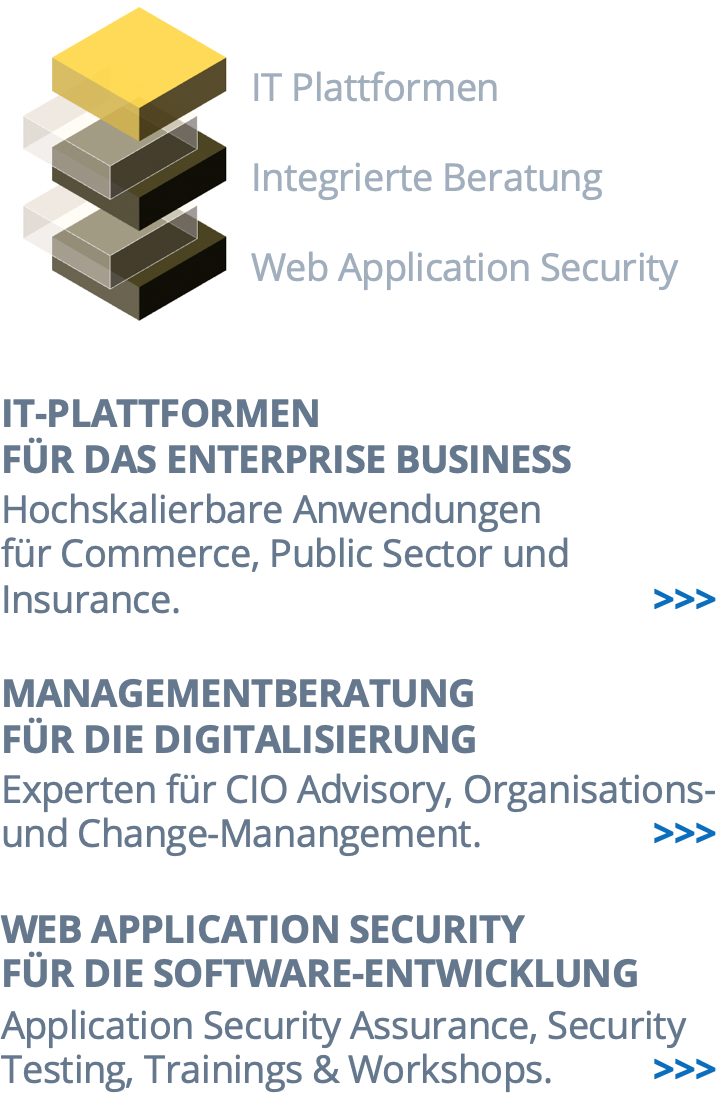 IT Plattformen
Integrierte Beratung
Web Application Security
IT-PLATTFORMEN
FÜR DAS ENTERPRISE BUSINESS
Hochskalierbare Anwendungen
für Commerce, Public Sector und
Insurance. >>>
MANAGEMENTBERATUNG
FÜR DIE DIGITALISIERUNG
Experten für CIO Advisory, Organisations-
und Change-Manangement. >>>
WEB APPLICATION SECURITY
FÜR DIE SOFTWARE-ENTWICKLUNG
Application Security Assurance, Security
Testing, Trainings & Workshops. >>>